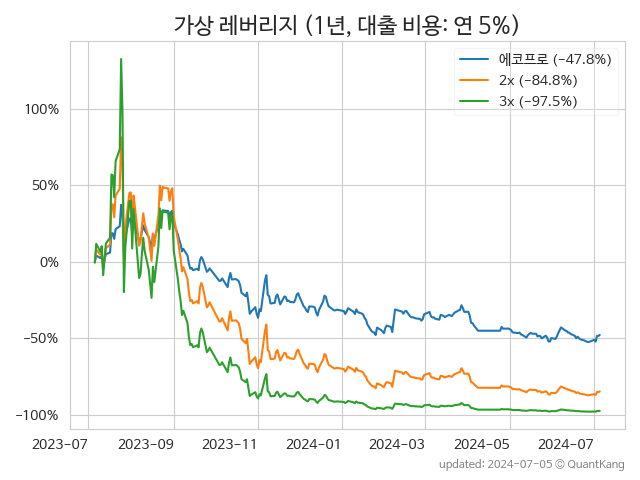 가상 레버리지 (1년, 대출 비용: 연 5%)
에코프로 (−47.8%)
2x (−84.8%)
3x (−97.5%)
100%
50%
0%
−50%
−100%
2023-07
2023-09
2023-11
2024-01
2024-03
2024-05
2024-07
updated: 2024-07-05 © QuantKang